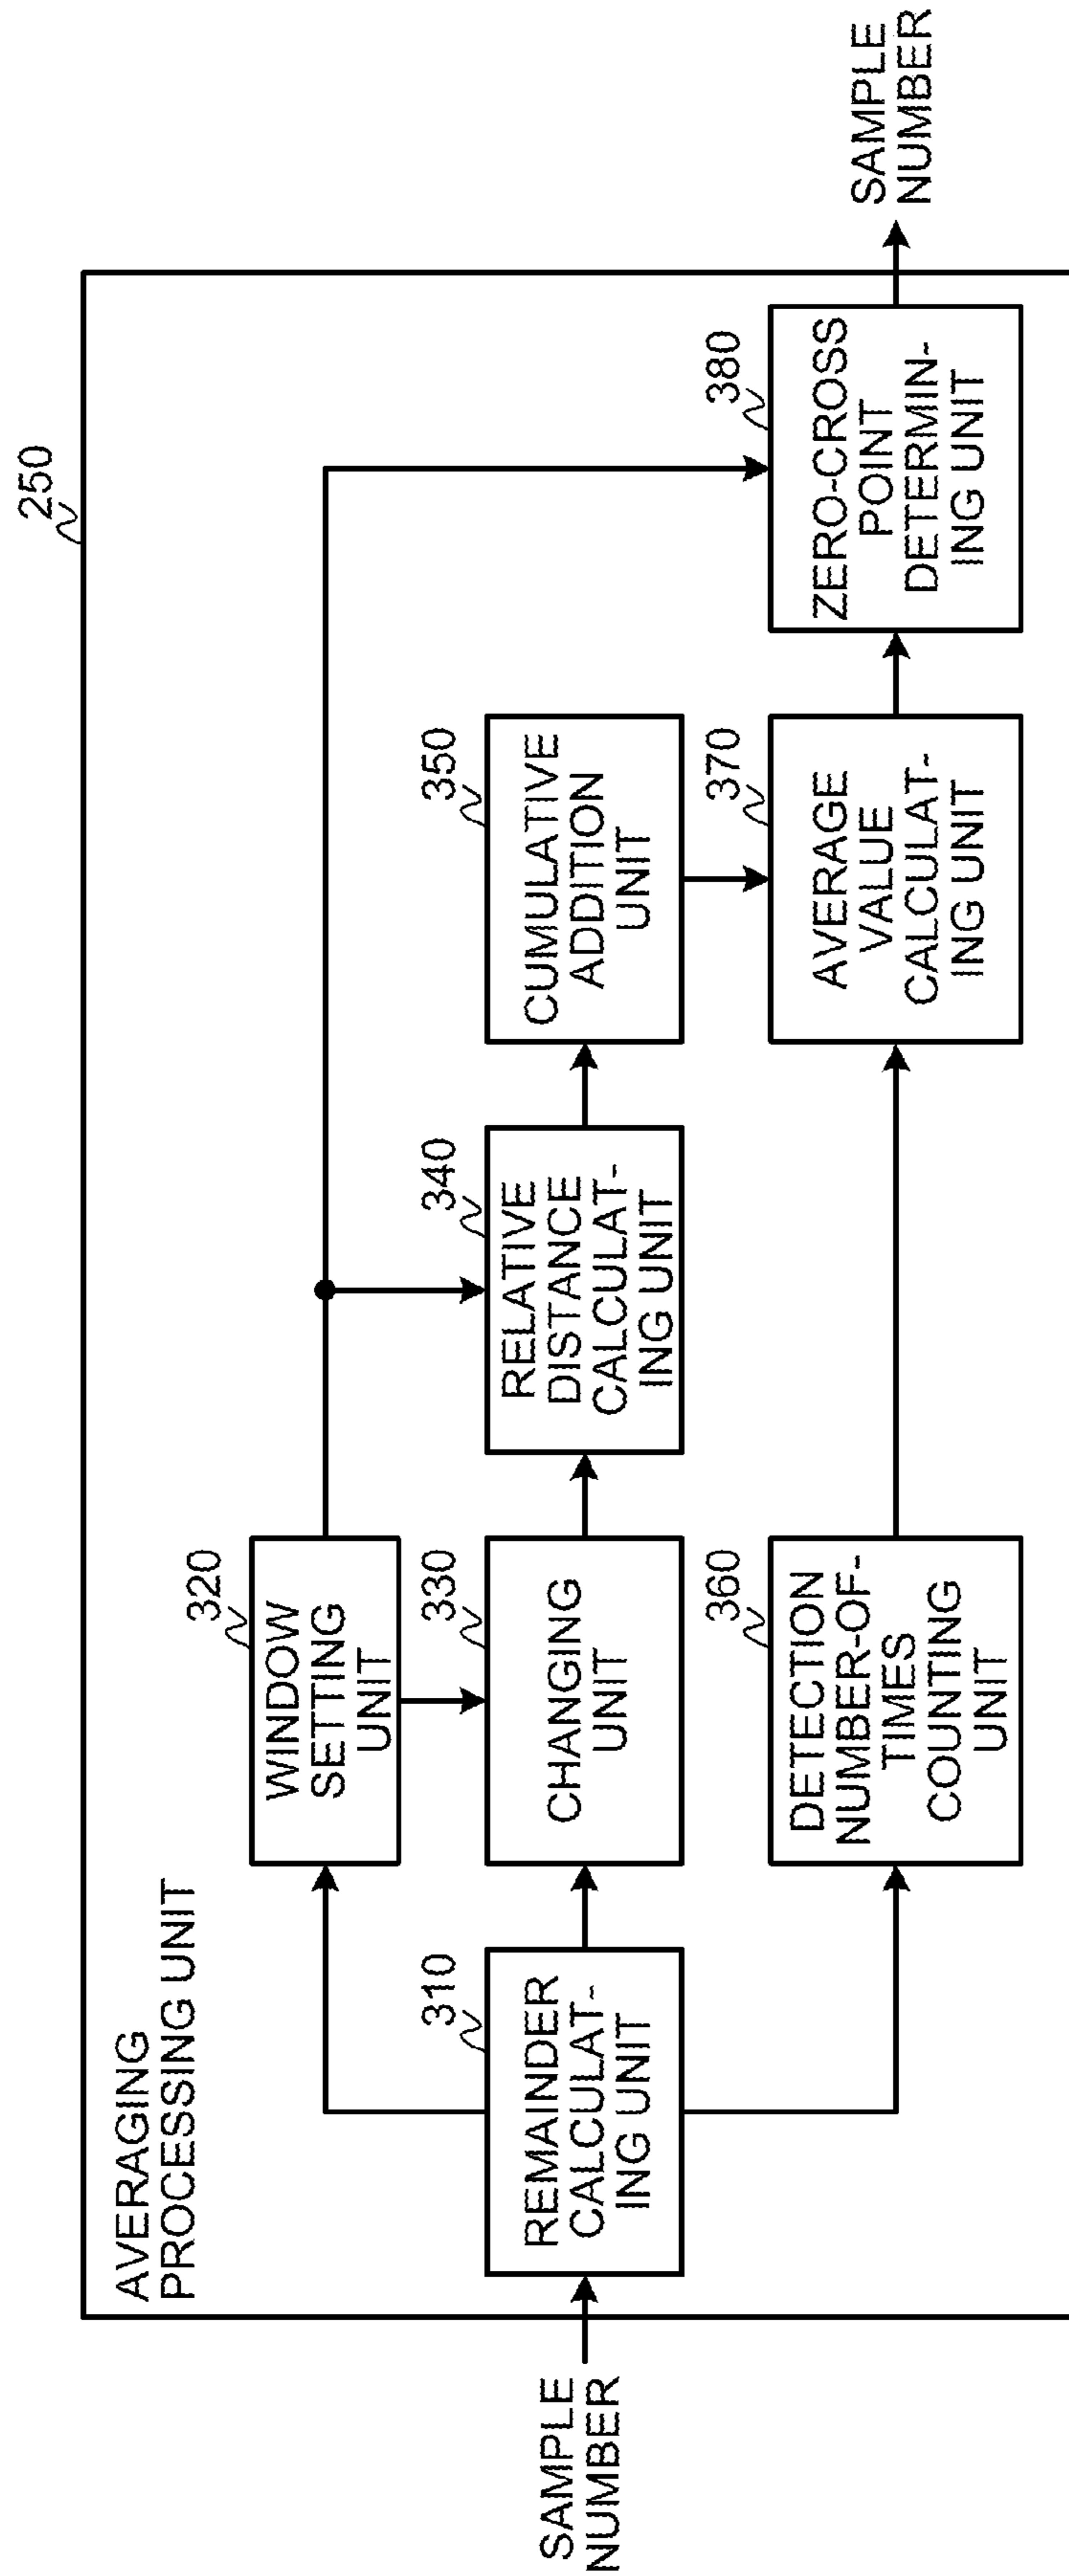 250
AVERAGING
PROCESSING UNIT
SAMPLE
NUMBER
310
REMAINDER
CALCULAT-
ING UNIT
320
WINDOW
SETTING
UNIT
330
CHANGING
UNIT
340
RELATIVE
DISTANCE
CALCULAT-
ING UNIT
350
CUMULATIVE
ADDITION
UNIT
360
DETECTION
NUMBER-OF-
TIMES
COUNTING
UNIT
370
AVERAGE
VALUE
CALCULAT-
ING UNIT
380
ZERO-CROSS
POINT
DETERMIN-
ING UNIT
SAMPLE
NUMBER